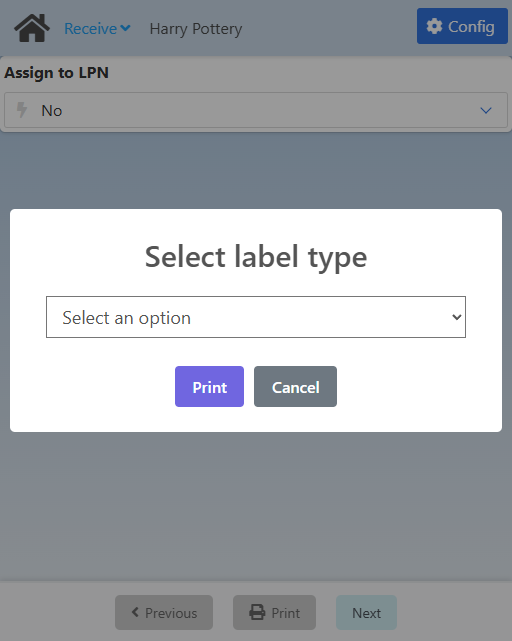 Receive Harry Pottery Config
Assign to LPN
No
Select label type
Select an option
Print Cancel
Previous Print Next